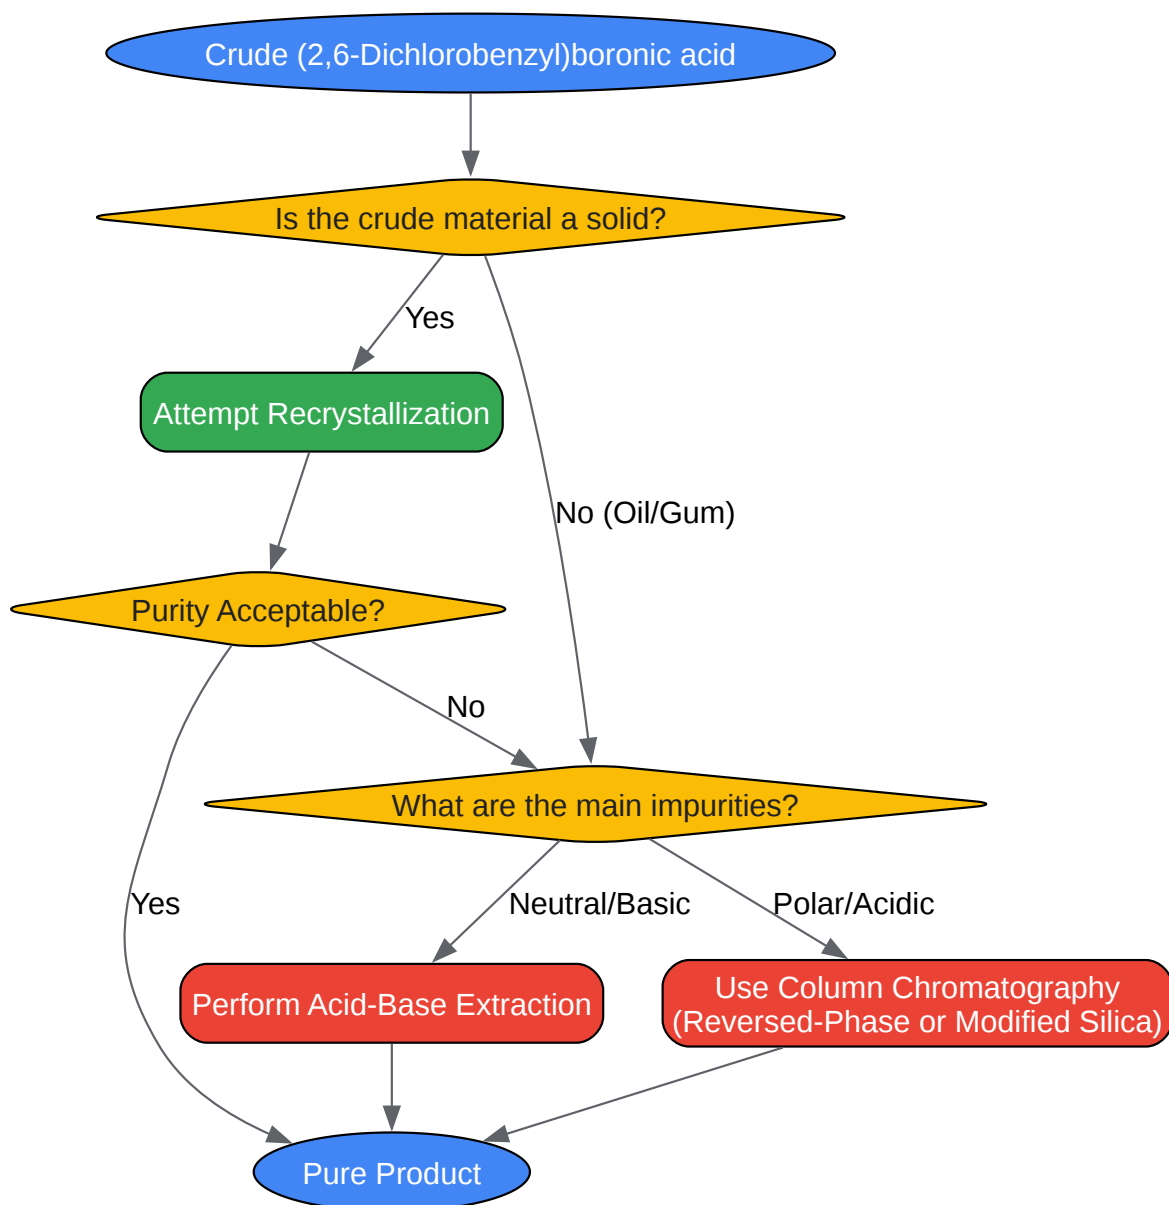 Crude (2,6-Dichlorobenzyl)boronic acid
Is the crude material a solid?
Yes
Attempt Recrystallization
No (Oil/Gum)
Purity Acceptable?
No
What are the main impurities?
Yes
Neutral/Basic
Polar/Acidic
Perform Acid-Base Extraction
Use Column Chromatography
(Reversed-Phase or Modified Silica)
Pure Product